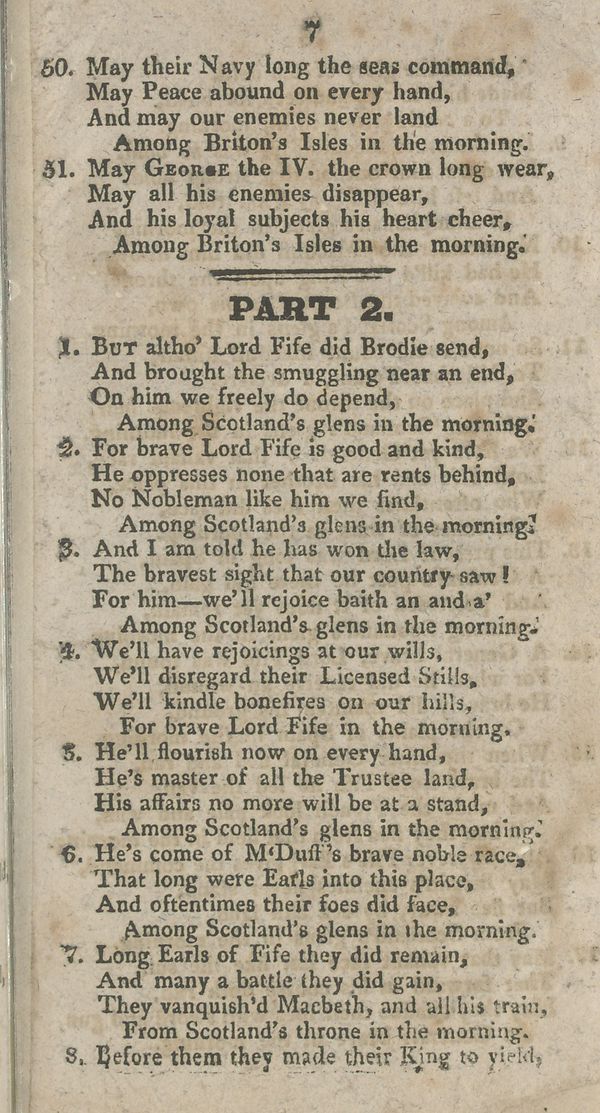 7
50. May their Navy long the seas command,
May Peace abound on every hand,
And may our enemies never land
Among Briton's Isles in the morning.
51. May GEORGE the IV. the crown long wear,
May all his enemies disappear,
And his loyal subjects his heart cheer,
Among Briton's Isles in the morning.
PART 2.
1. BUT altho' Lord Fife did Brodie send,
And brought the smuggling near an end,
On him we freely do depend,
Among Scotland's glens in the morning.
2. For brave Lord Fife is good and kind,
He oppresses none that are rents behind,
No Nobleman like him we find,
Among Scotland's glens in the morning.
3. And I am told he has won the law,
The bravest sight that our country saw!
For him—we'll rejoice baith an and a'
Among Scotland's glens in the morning.
4. We'll have rejoicings at our wills,
We'll disregard their Licensed Stills,
We'll kindle bonefires on our hills,
For brave Lord Fife in the morning.
5. He'll flourish now on every hand,
He's master of all the Trustee land,
His affairs no more will be at a stand,
Among Scotland's glens in the morning.
6. He's come of M‘Duff's brave noble race,
That long were Earls into this place,
And oftentimes their foes did face,
Among Scotland's glens in the morning.
7. Long Earls of Fife they did remain,
And many a battle they did gain,
They vanquish'd Macbeth, and all his train,
From Scotland's throne in the morning.
8. Before them they made their King to yield,